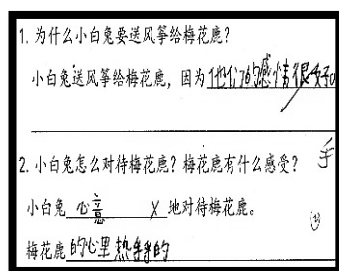 1. 为什么小白兔要送风筝给梅花鹿?
小白兔送风筝给梅花鹿，因为他们的感情很好。
2. 小白兔怎么对待梅花鹿? 梅花鹿有什么感受? 手
小白兔 心意 X 地对待梅花鹿。
梅花鹿的心里热手手的